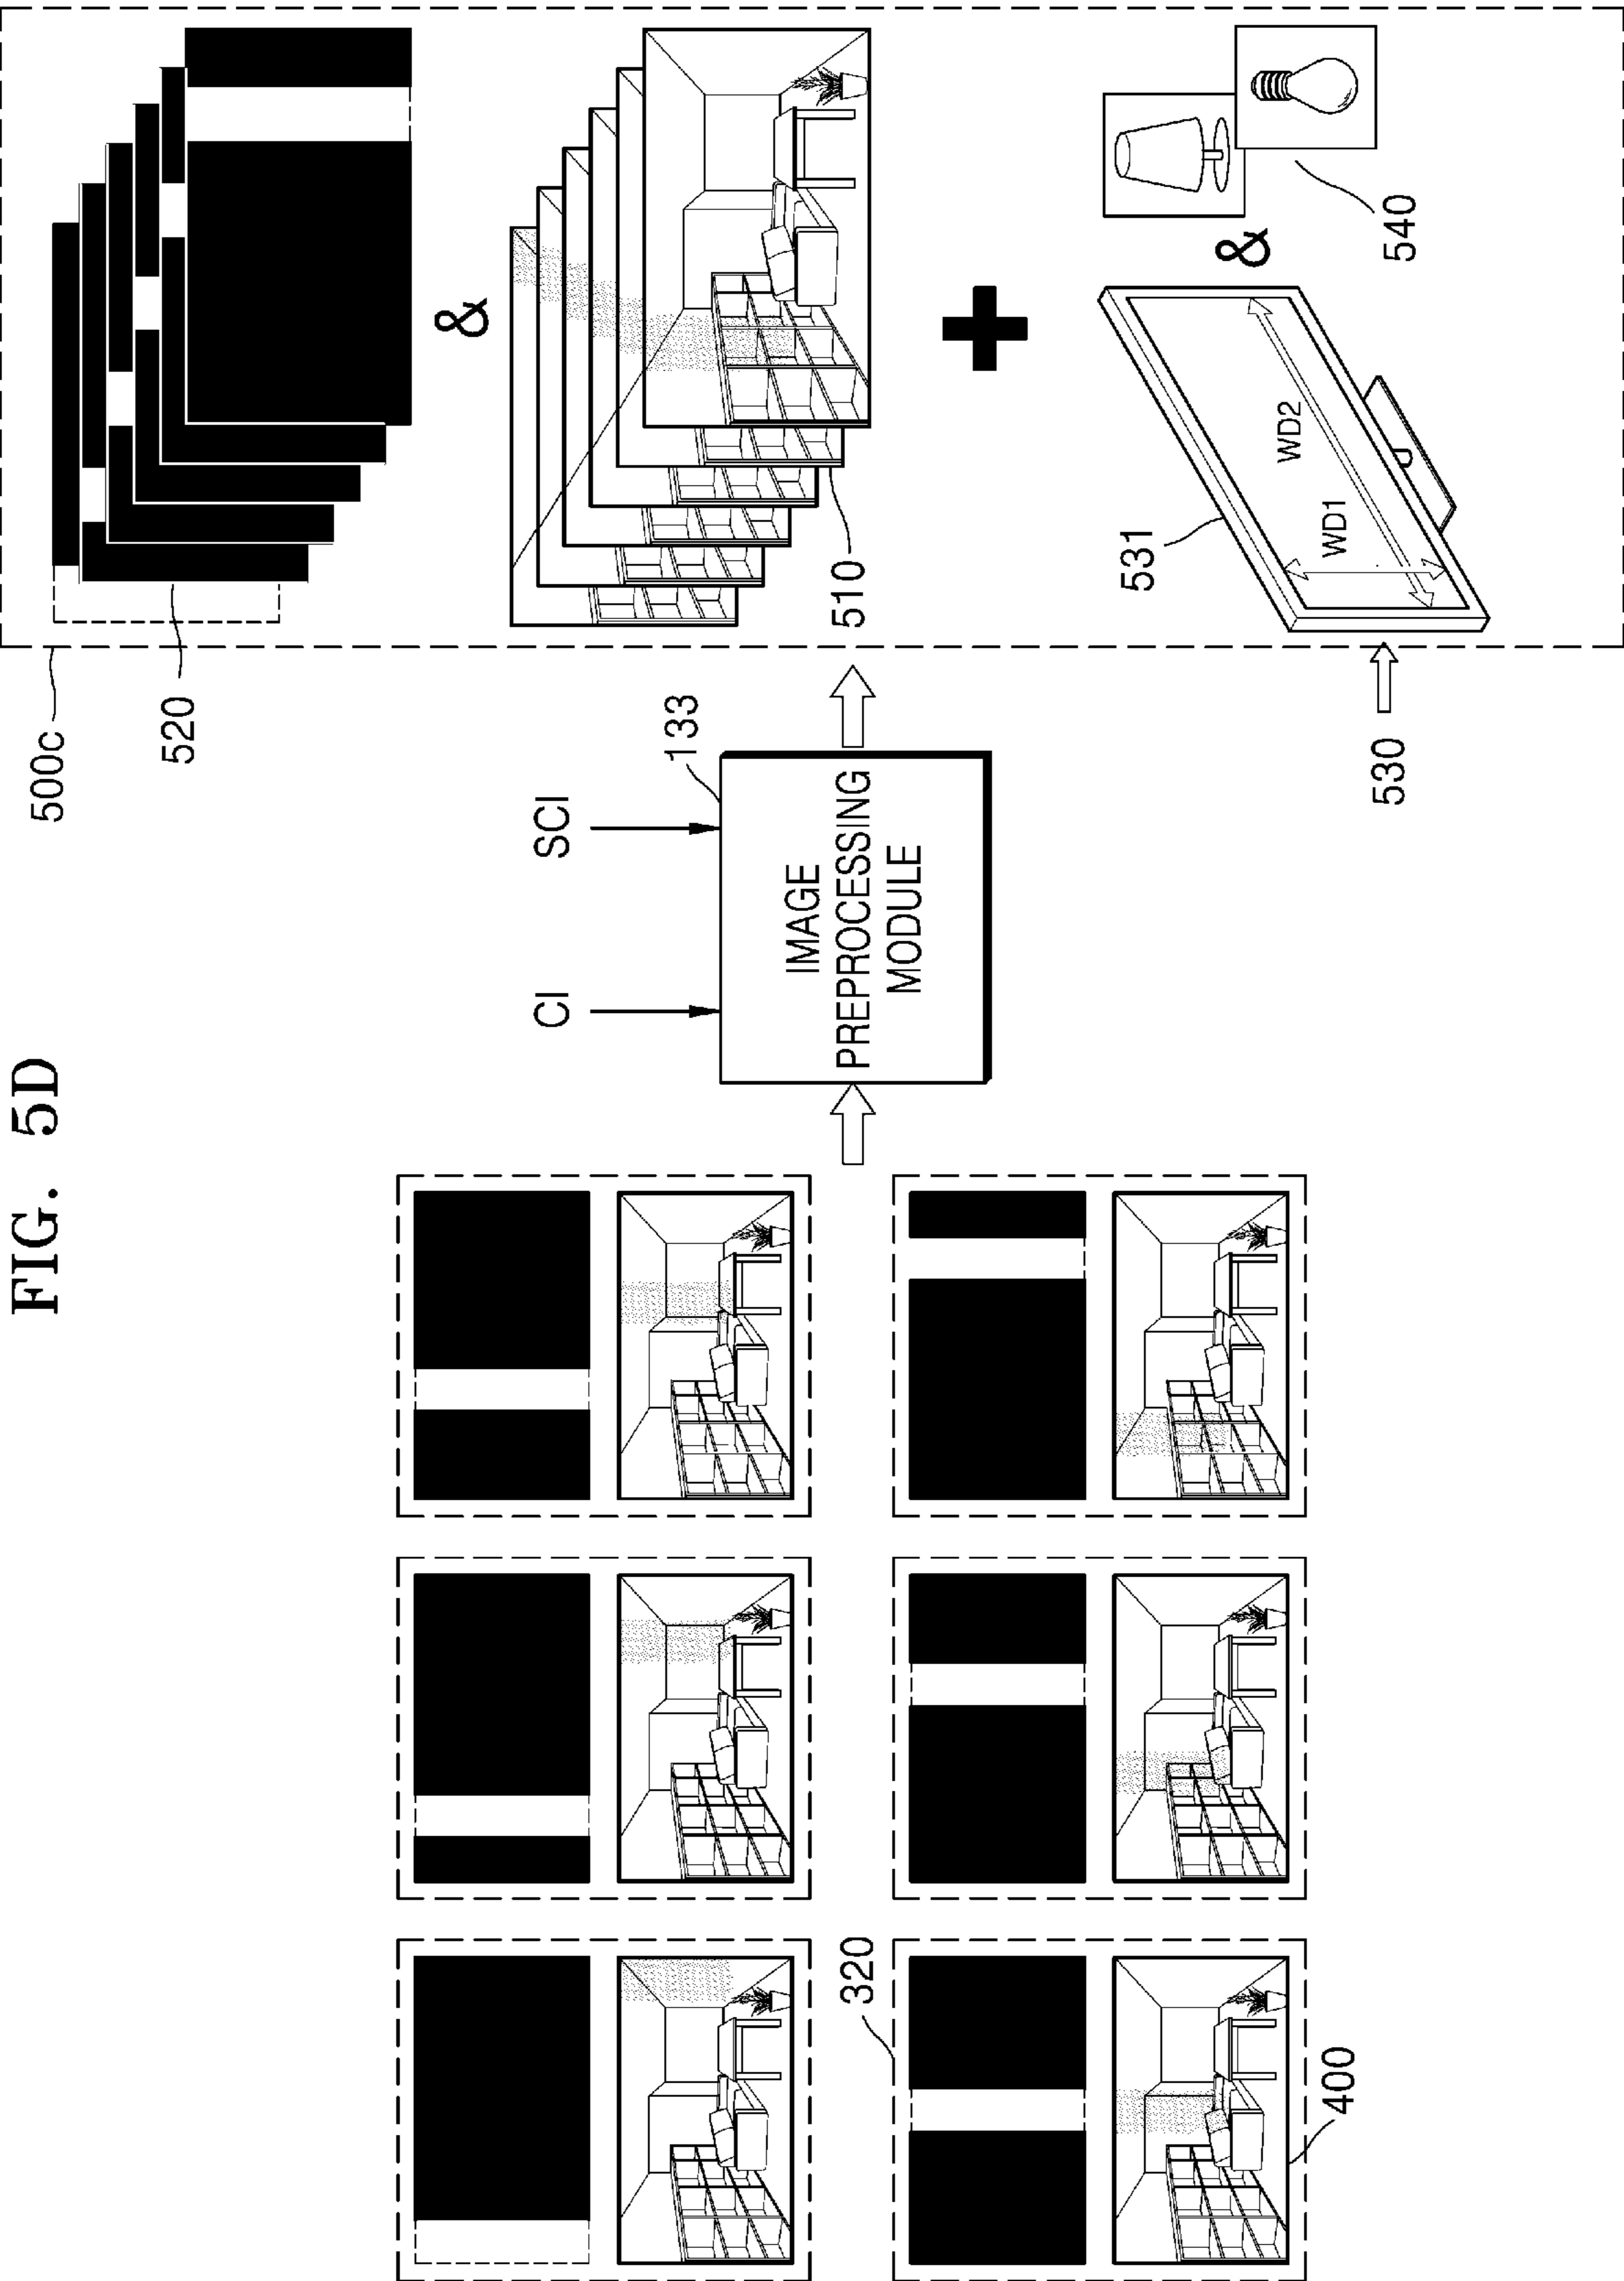 FIG. 5D
320
400
CI
SCI
133
IMAGE
PREPROCESSING
MODULE
500c
520
&
510
530
531
WD1
WD2
&
540